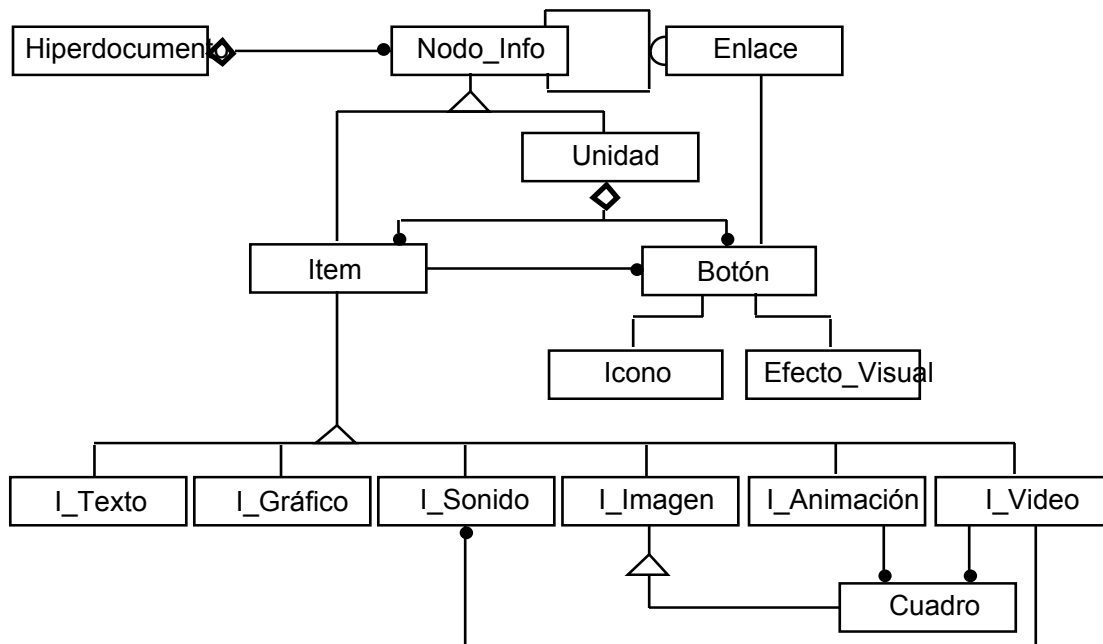 Hiperdocumento
Nodo_Info
Enlace
Unidad
Item
Botón
Icono
Efecto_Visual
I_Texto
I_Gráfico
I_Sonido
I_Imagen
I_Animación
I_Video
Cuadro